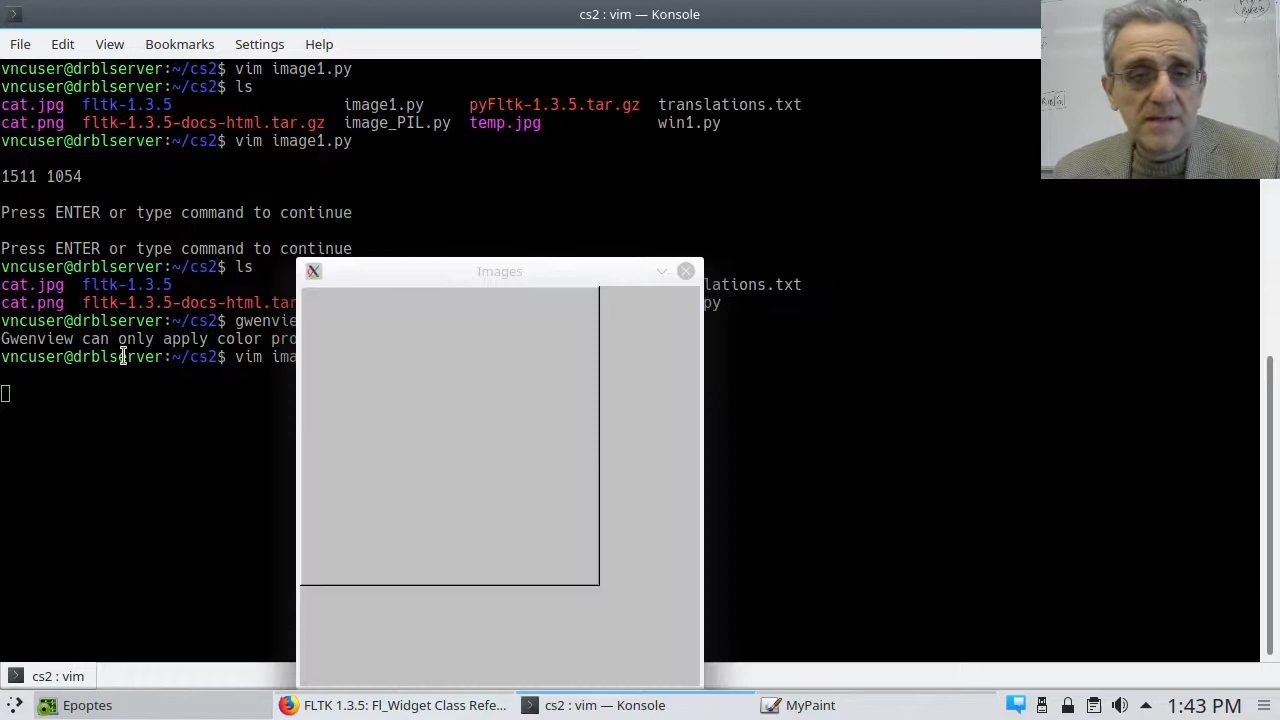 cs2 : vim — Konsole
File Edit View Bookmarks Settings Help
vncuser@drblserver:~/cs2$ vim image1.py
vncuser@drblserver:~/cs2$ ls
cat.jpg fltk-1.3.5 image1.py pyFltk-1.3.5.tar.gz translations.txt
cat.png fltk-1.3.5-docs-html.tar.gz image_PIL.py temp.jpg win1.py
vncuser@drblserver:~/cs2$ vim image1.py
1511 1054
Press ENTER or type command to continue
Press ENTER or type command to continue
vncuser@drblserver:~/cs2$ ls
Images
cat.jpg fltk-1.3.5 lations.txt
cat.png fltk-1.3.5-docs-html.tar py
vncuser@drblserver:~/cs2$ gwenvie
Gwenview can only apply color pro
vncuser@drblserver:~/cs2$ vim ima
cs2 : vim
Epoptes FLTK 1.3.5: Fl_Widget Class Refe... cs2 : vim — Konsole MyPaint 1:43 PM